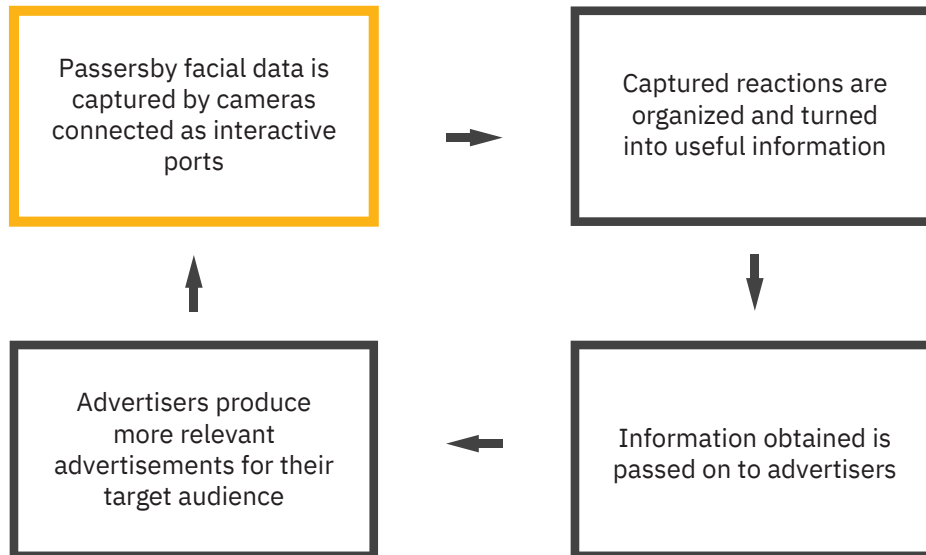 Passersby facial data is
captured by cameras
connected as interactive
ports
Captured reactions are
organized and turned
into useful information
Information obtained is
passed on to advertisers
Advertisers produce
more relevant
advertisements for their
target audience